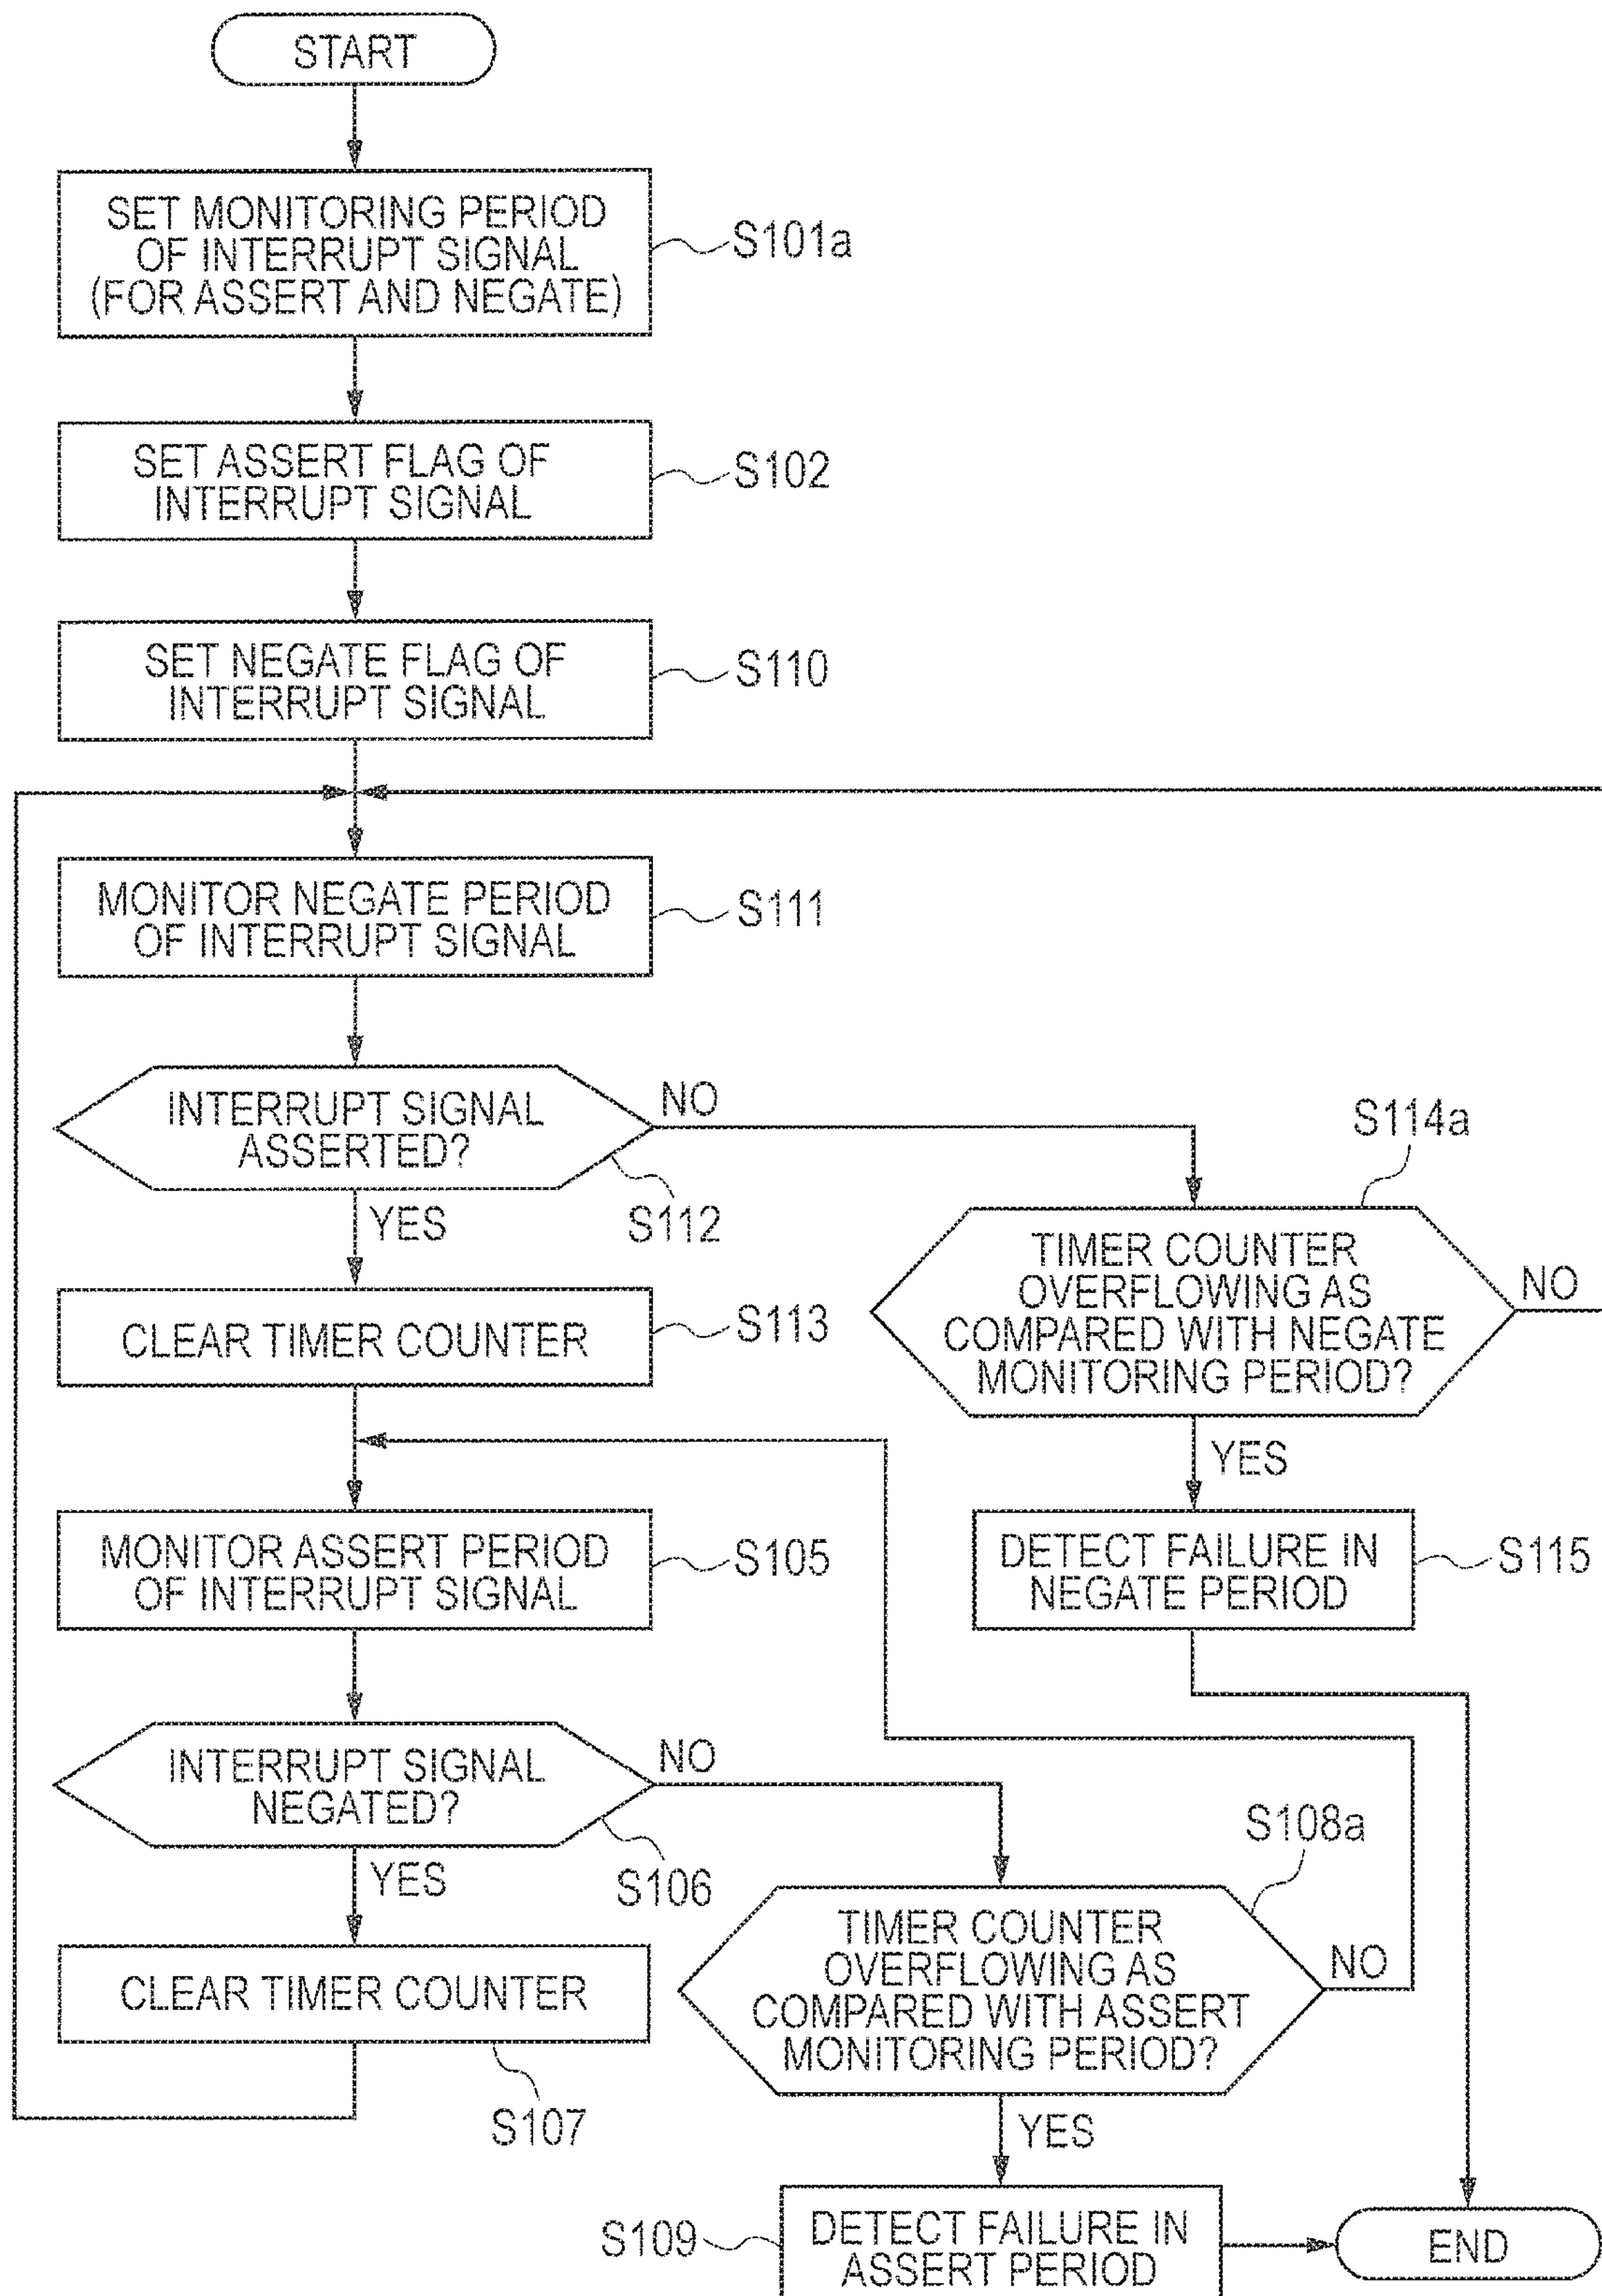 START
SET MONITORING PERIOD
OF INTERRUPT SIGNAL
(FOR ASSERT AND NEGATE)
S101a
SET ASSERT FLAG OF
INTERRUPT SIGNAL
S102
SET NEGATE FLAG OF
INTERRUPT SIGNAL
S110
MONITOR NEGATE PERIOD
OF INTERRUPT SIGNAL
S111
INTERRUPT SIGNAL
ASSERTED?
NO
S112
YES
S114a
TIMER COUNTER
OVERFLOWING AS
COMPARED WITH NEGATE
MONITORING PERIOD?
NO
YES
CLEAR TIMER COUNTER
S113
MONITOR ASSERT PERIOD
OF INTERRUPT SIGNAL
S105
DETECT FAILURE IN
NEGATE PERIOD
S115
INTERRUPT SIGNAL
NEGATED?
NO
S106
YES
S108a
TIMER COUNTER
OVERFLOWING AS
COMPARED WITH ASSERT
MONITORING PERIOD?
NO
YES
CLEAR TIMER COUNTER
S107
S109
DETECT FAILURE IN
ASSERT PERIOD
END